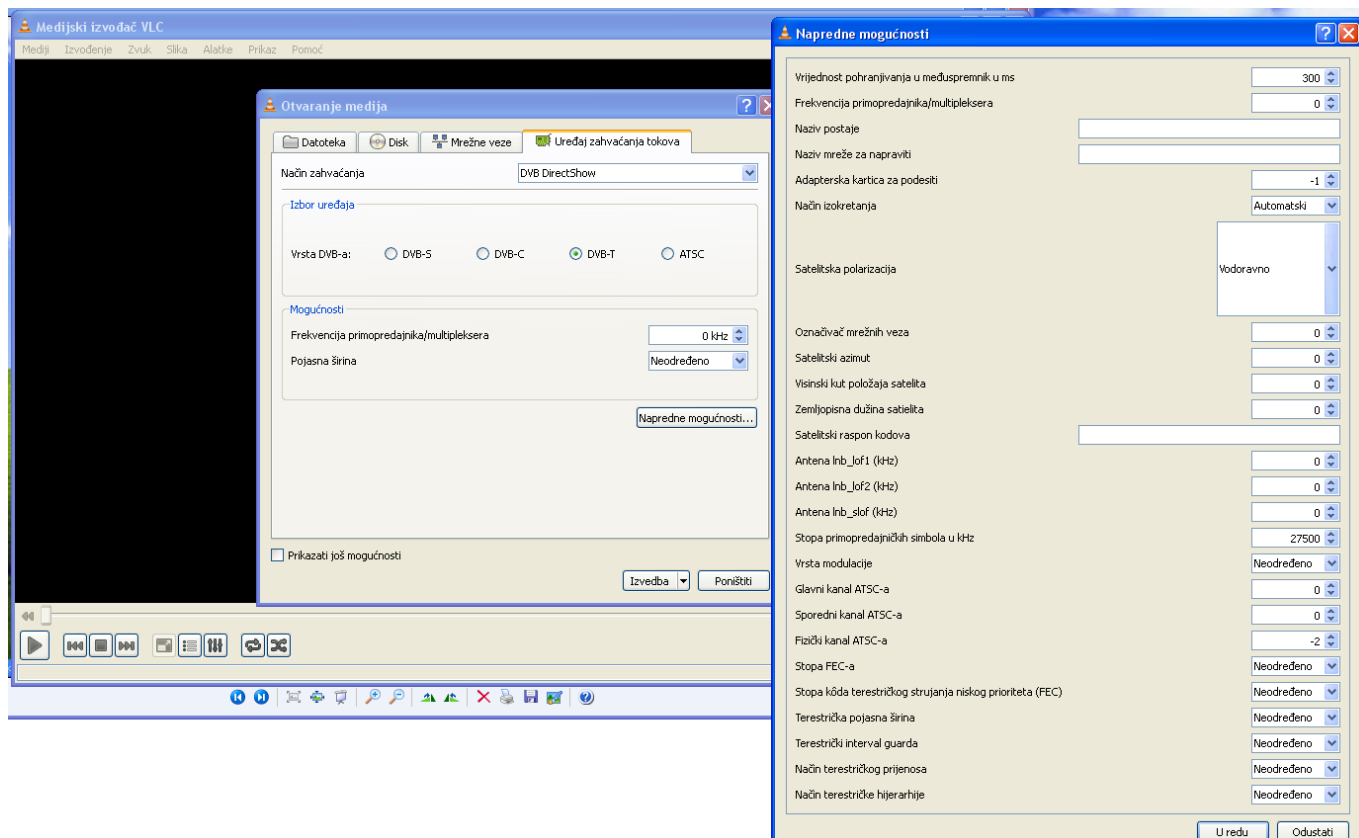 Medijski izvođač VLC
Mediji Izvođenje Zvuk Slika Alatke Prikaz Pomoć
Otvaranje medija
Datoteka Disk Mrežne veze Uređaj zahvaćanja tokova
Način zahvaćanja DVB DirectShow
Izbor uređaja
Vrsta DVB-a: DVB-S DVB-C DVB-T ATSC
Mogućnosti
Frekvencija primopredajnika/multipleksera 0 kHz
Pojasna širina Neodređeno
Napredne mogućnosti...
Prikazati još mogućnosti
Izvedba Poništiti
Napredne mogućnosti
Vrijednost pohranjivanja u međuspremnik u ms 300
Frekvencija primopredajnika/multipleksera 0
Naziv postaje
Naziv mreže za napraviti
Adapterska kartica za podesiti -1
Način izokretanja Automatski
Satelitska polarizacija Vodoravno
Označivač mrežnih veza 0
Satelitski azimut 0
Visinski kut položaja satelita 0
Zemljopisna dužina satielita 0
Satelitski raspon kodova
Antena lnb_lof1 (kHz) 0
Antena lnb_lof2 (kHz) 0
Antena lnb_slof (kHz) 0
Stopa primopredajničkih simbola u kHz 27500
Vrsta modulacije Neodređeno
Glavni kanal ATSC-a 0
Sporedni kanal ATSC-a 0
Fizički kanal ATSC-a -2
Stopa FEC-a Neodređeno
Stopa kôda terestričkog strujanja niskog prioriteta (FEC) Neodređeno
Terestrička pojasna širina Neodređeno
Terestrički interval guarda Neodređeno
Način terestričkog prijenosa Neodređeno
Način terestričke hijerarhije Neodređeno
U redu Odustati